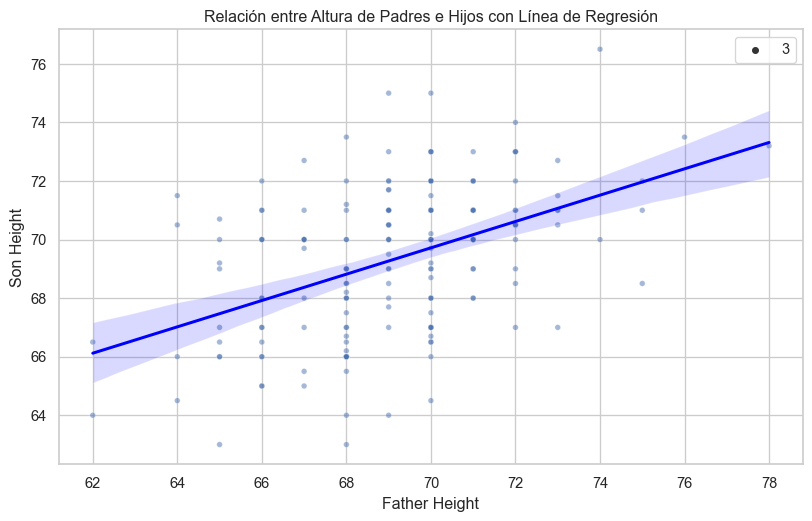 Relación entre Altura de Padres e Hijos con Línea de Regresión
3
76
74
72
70
68
66
64
Son Height
62 64 66 68 70 72 74 76 78
Father Height